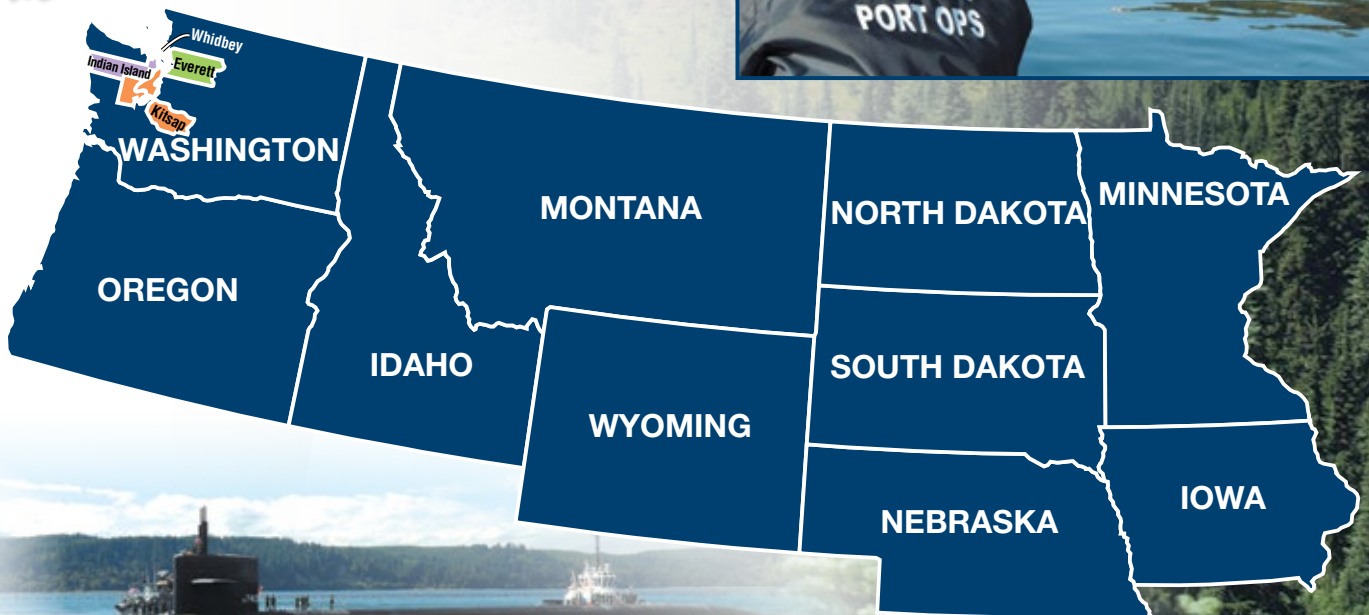 PORT OPS
Whidbey
Indian Island
Everett
Kitsap
WASHINGTON
MONTANA
NORTH DAKOTA
MINNESOTA
OREGON
IDAHO
SOUTH DAKOTA
WYOMING
IOWA
NEBRASKA